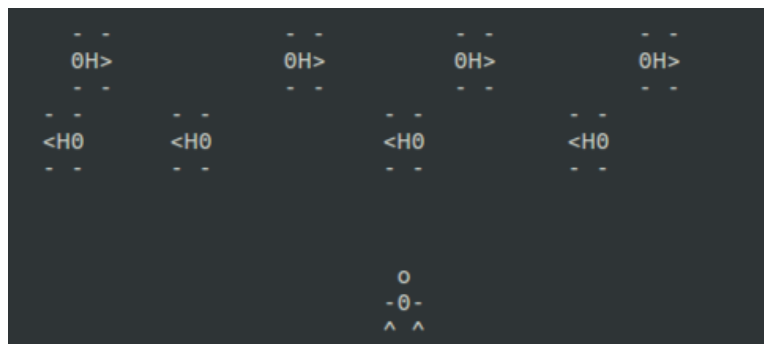 - -            - -         - -          - -
    0H>            0H>         0H>          0H>
    - -            - -         - -          - -
  - -      - -            - -          - -
  <H0      <H0            <H0          <H0
  - -      - -            - -          - -
                           o
                          -0-
                          ^ ^